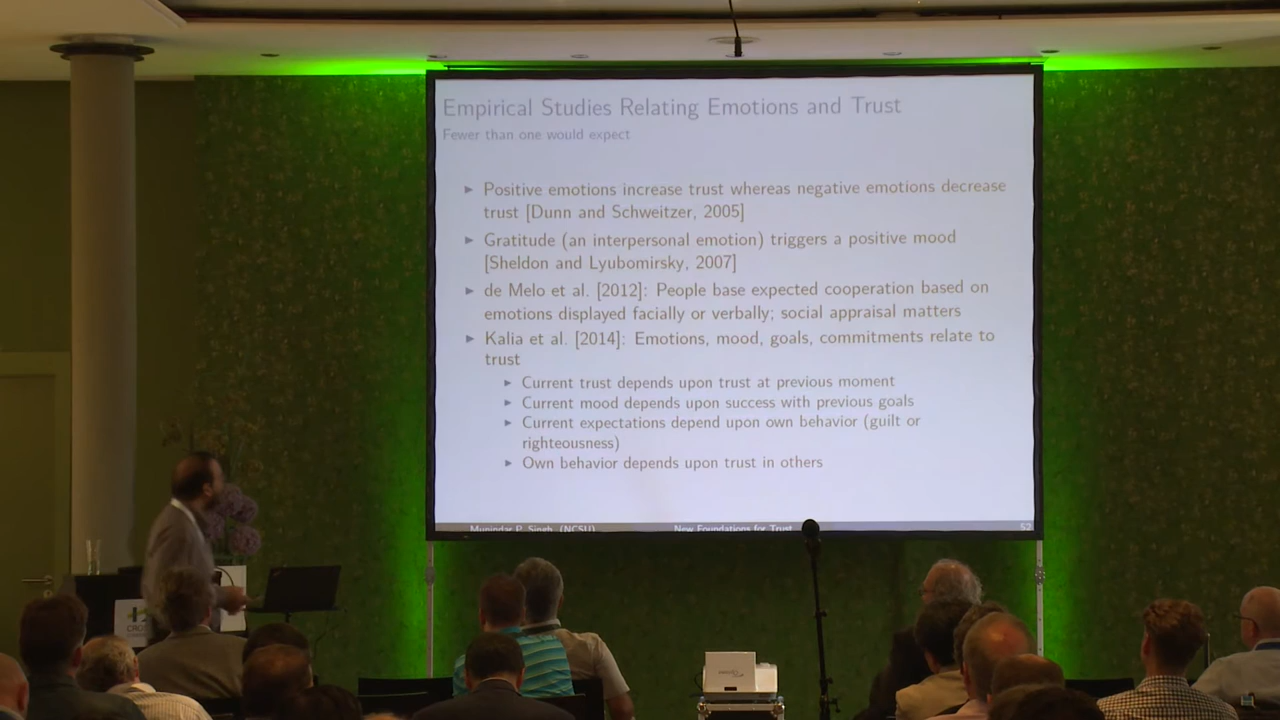 Empirical Studies Relating Emotions and Trust
Fewer than one would expect
▶ Positive emotions increase trust whereas negative emotions decrease
trust [Dunn and Schweitzer, 2005]
▶ Gratitude (an interpersonal emotion) triggers a positive mood
[Sheldon and Lyubomirsky, 2007]
▶ de Melo et al. [2012]: People base expected cooperation based on
emotions displayed facially or verbally; social appraisal matters
▶ Kalia et al. [2014]: Emotions, mood, goals, commitments relate to
trust
▶ Current trust depends upon trust at previous moment
▶ Current mood depends upon success with previous goals
▶ Current expectations depend upon own behavior (guilt or
righteousness)
▶ Own behavior depends upon trust in others
Munindar P. Singh (NCSU) New Foundations for Trust 52